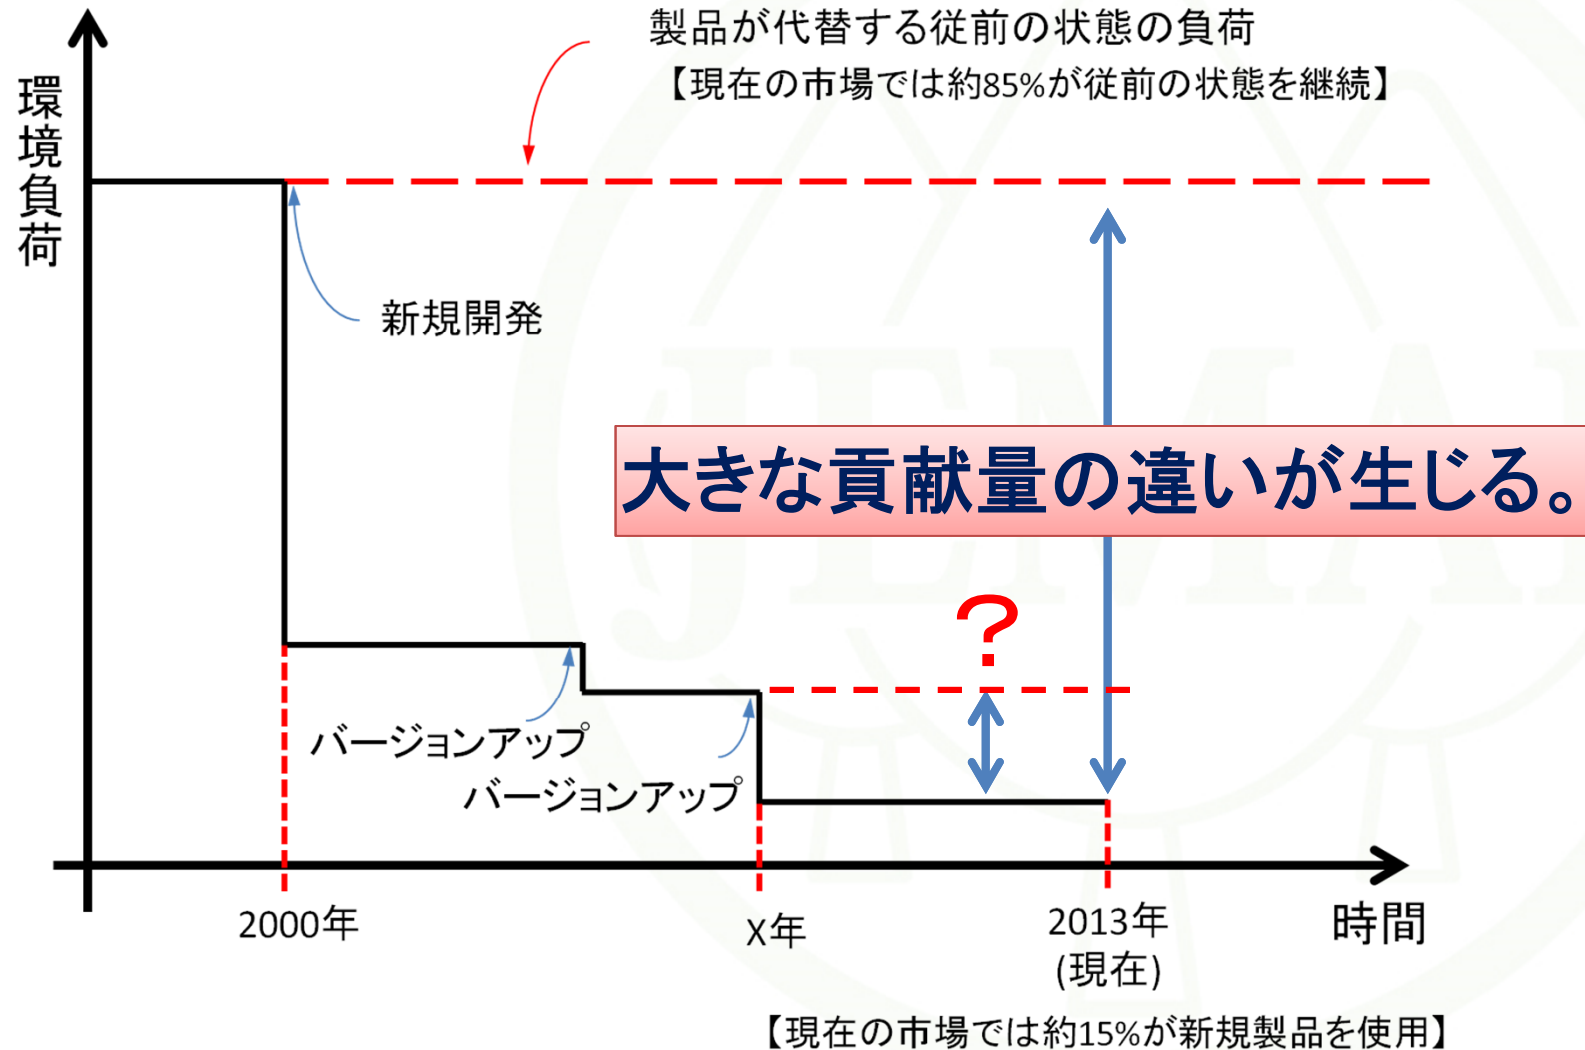 製品が代替する従前の状態の負荷
【現在の市場では約85%が従前の状態を継続】
環境負荷
新規開発
大きな貢献量の違いが生じる。
?
バージョンアップ
バージョンアップ
2000年
X年
2013年
(現在)
時間
【現在の市場では約15%が新規製品を使用】